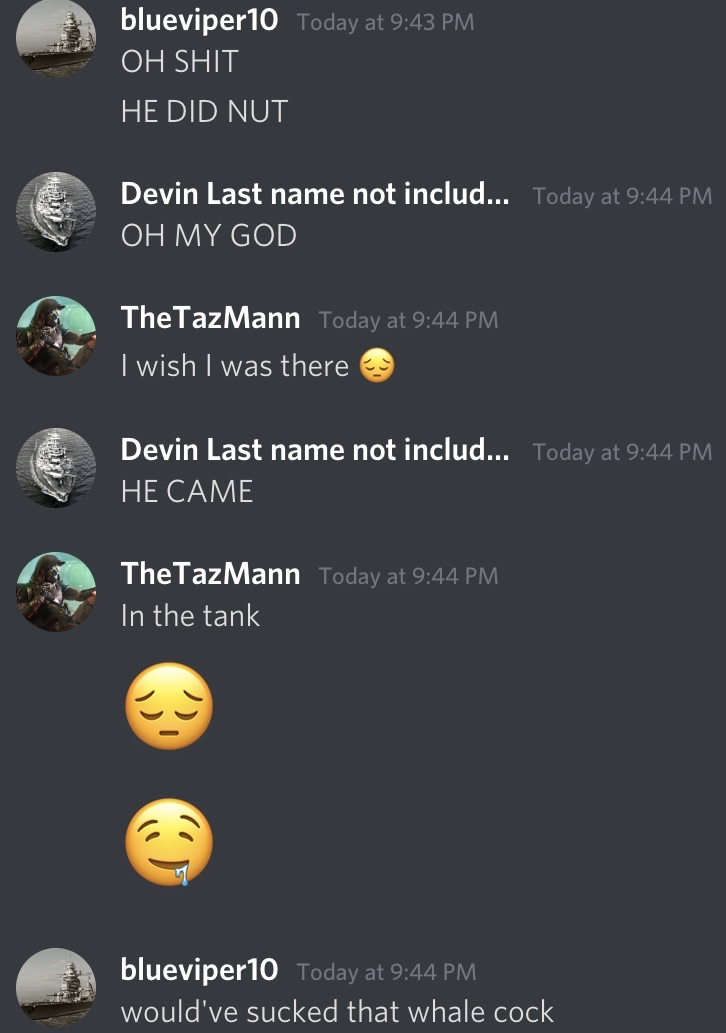 blueviper10 Today at 9:43 PM
OH SHIT
HE DID NUT
Devin Last name not includ... Today at 9:44 PM
OH MY GOD
TheTazMann Today at 9:44 PM
I wish I was there 😔
Devin Last name not includ... Today at 9:44 PM
HE CAME
TheTazMann Today at 9:44 PM
In the tank
😔
🤤
blueviper10 Today at 9:44 PM
would've sucked that whale cock